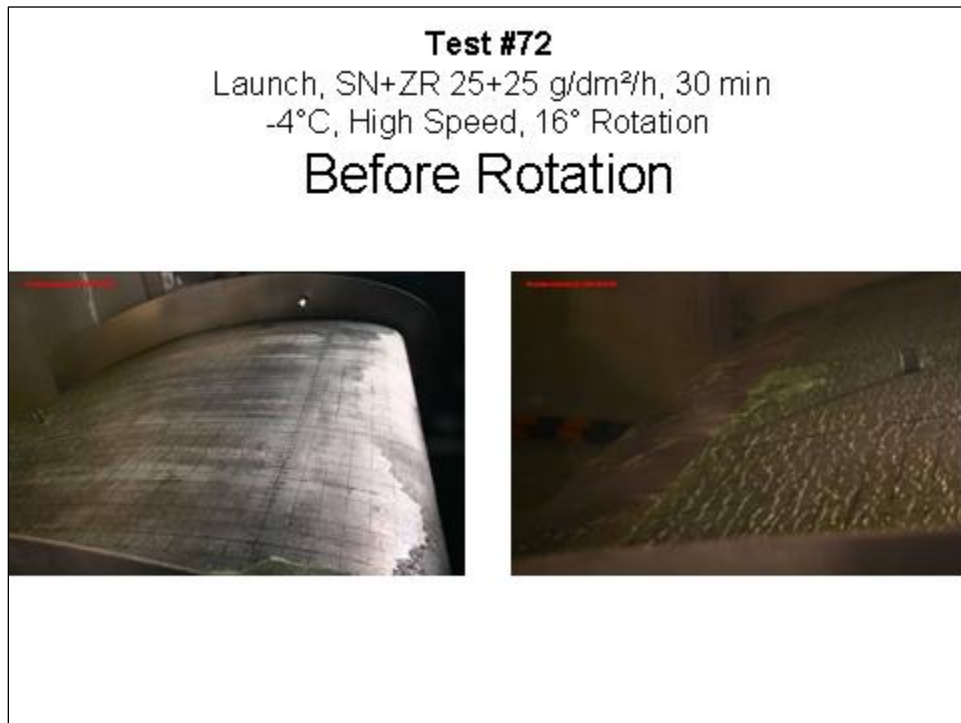 Test #72
Launch, SN+ZR 25+25 g/dm²/h, 30 min
-4°C, High Speed, 16° Rotation
Before Rotation